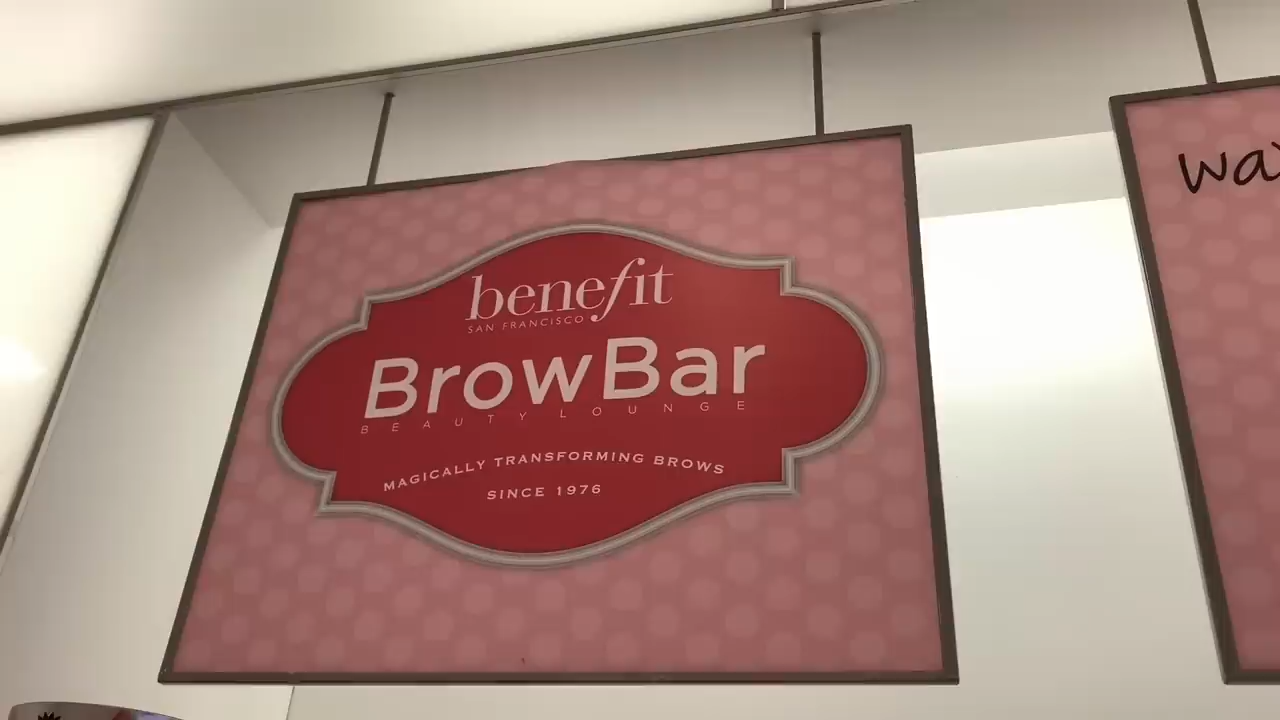 benefit
SAN FRANCISCO
BrowBar
BEAUTY LOUNGE
MAGICALLY TRANSFORMING BROWS
SINCE 1976